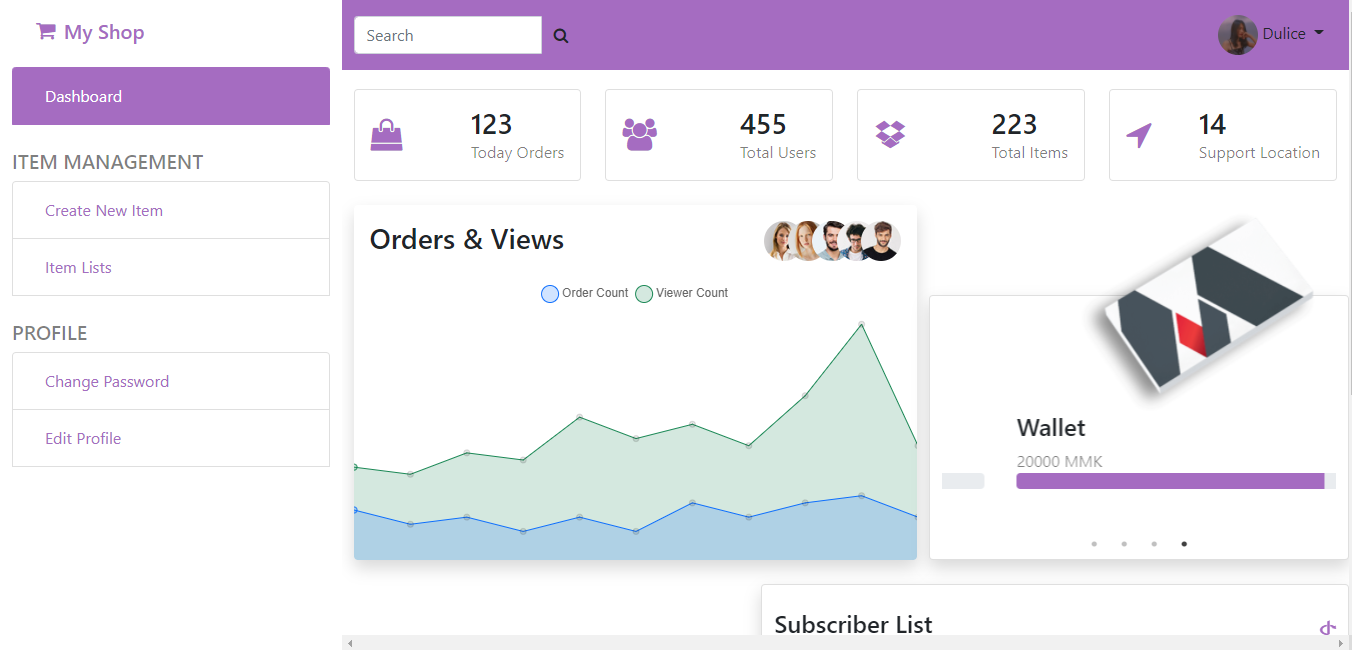 My Shop
Search
Dulice
Dashboard
ITEM MANAGEMENT
Create New Item
Item Lists
PROFILE
Change Password
Edit Profile
123
Today Orders
455
Total Users
223
Total Items
14
Support Location
Orders & Views
Order Count
Viewer Count
Wallet
20000 MMK
Subscriber List